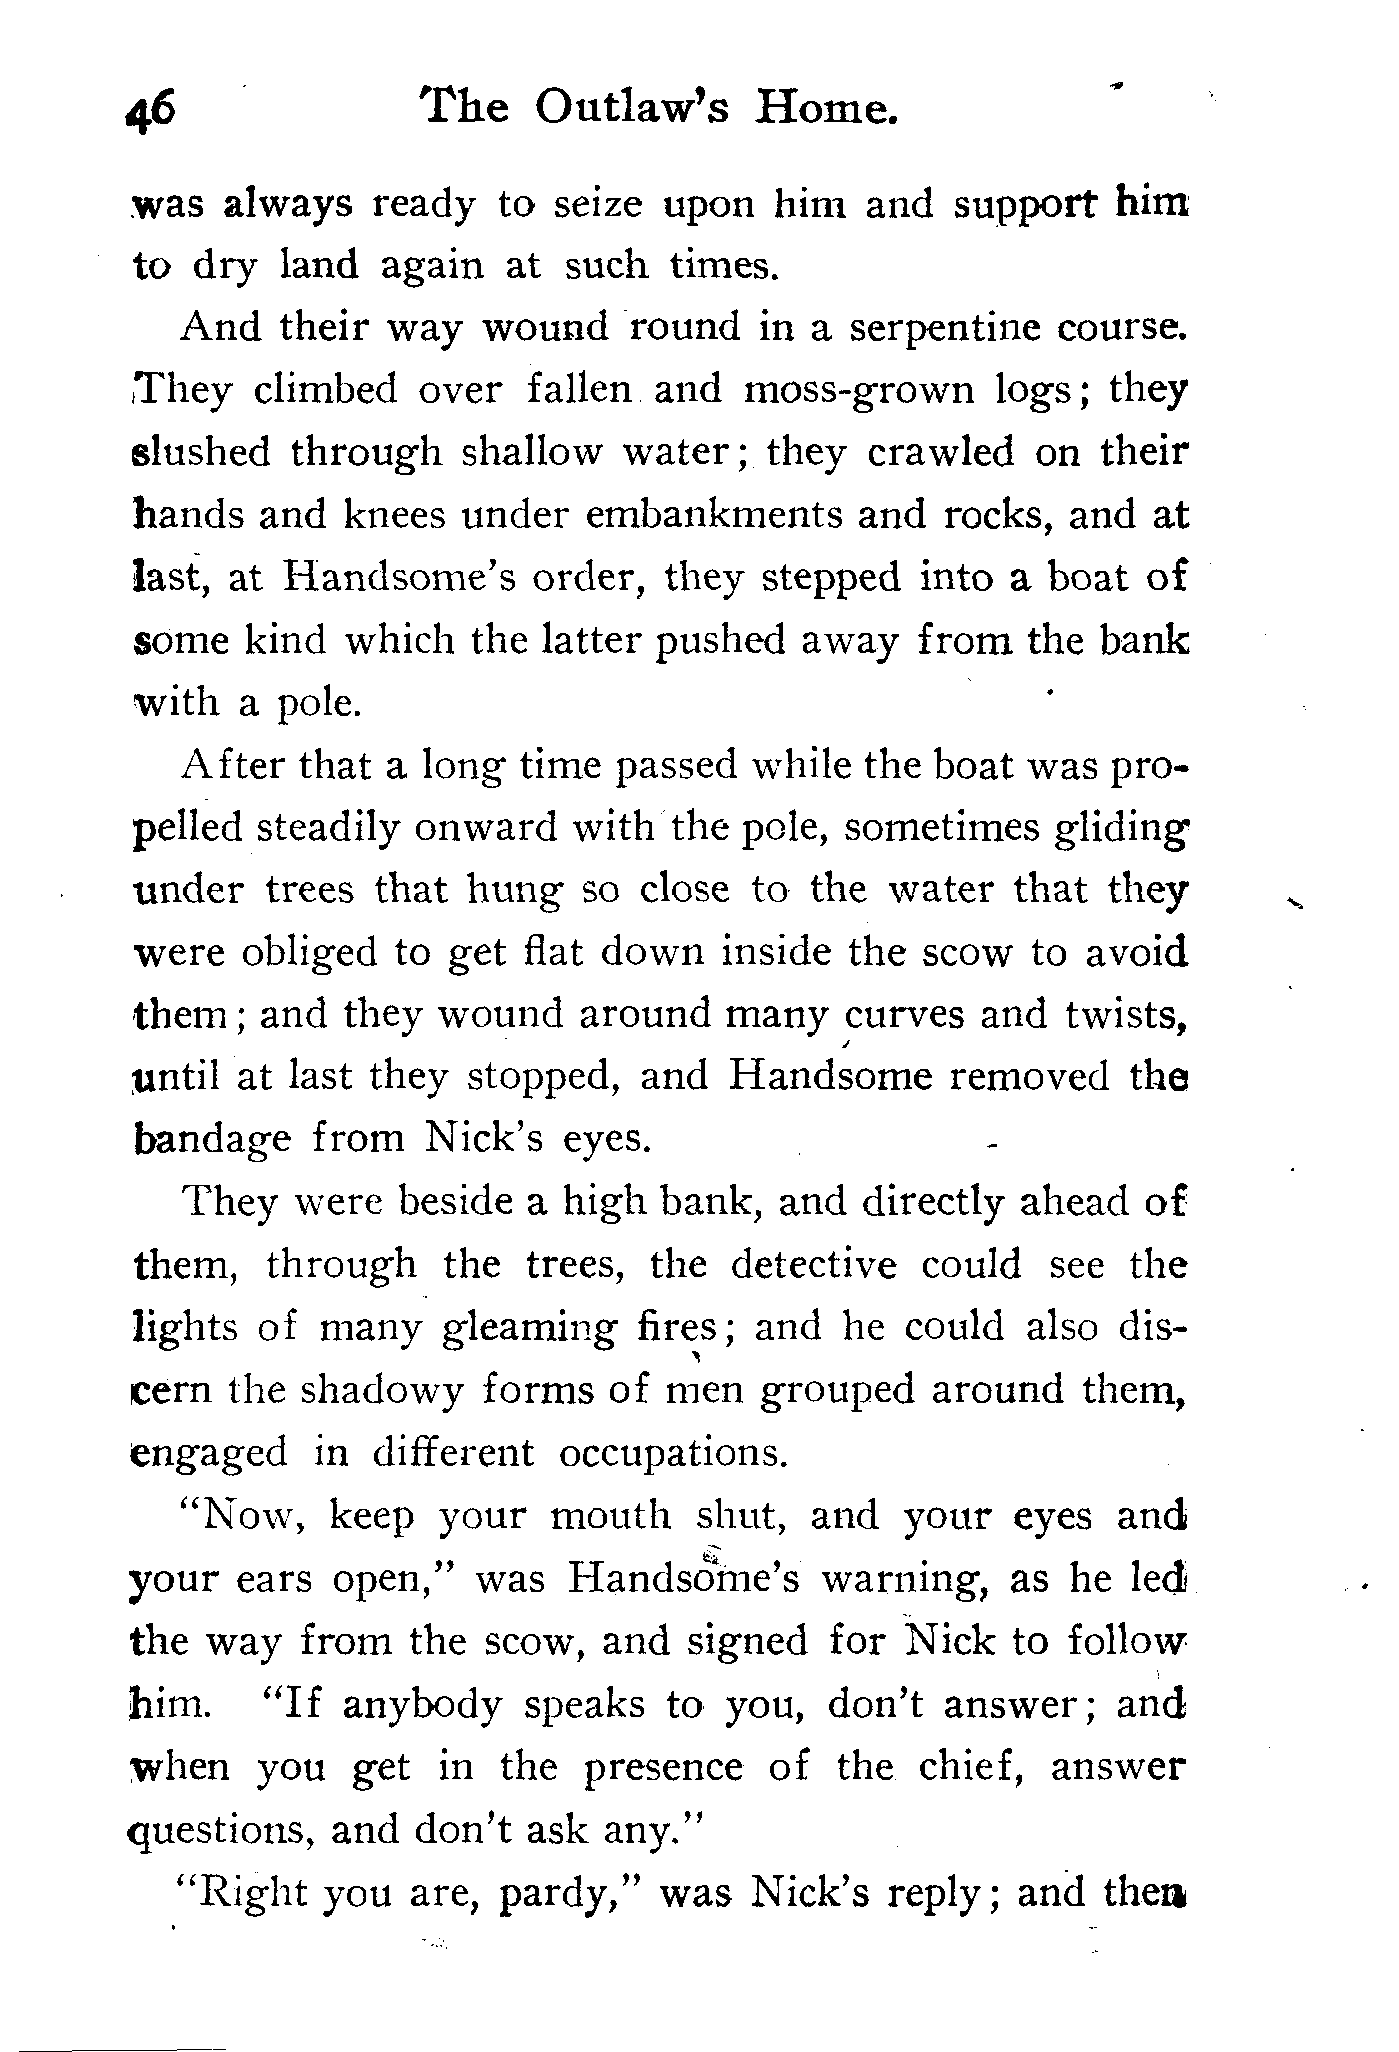 46 The Outlaw's Home.
was always ready to seize upon him and support him
to dry land again at such times.
And their way wound round in a serpentine course.
They climbed over fallen and moss-grown logs; they
slushed through shallow water; they crawled on their
hands and knees under embankments and rocks, and at
last, at Handsome's order, they stepped into a boat of
some kind which the latter pushed away from the bank
with a pole.
After that a long time passed while the boat was pro-
pelled steadily onward with the pole, sometimes gliding
under trees that hung so close to the water that they
were obliged to get flat down inside the scow to avoid
them; and they wound around many curves and twists,
until at last they stopped, and Handsome removed the
bandage from Nick's eyes.
They were beside a high bank, and directly ahead of
them, through the trees, the detective could see the
lights of many gleaming fires; and he could also dis-
cern the shadowy forms of men grouped around them,
engaged in different occupations.
"Now, keep your mouth shut, and your eyes and
your ears open," was Handsome's warning, as he led
the way from the scow, and signed for Nick to follow
him. "If anybody speaks to you, don't answer; and
when you get in the presence of the chief, answer
questions, and don't ask any."
"Right you are, pardy," was Nick's reply; and then